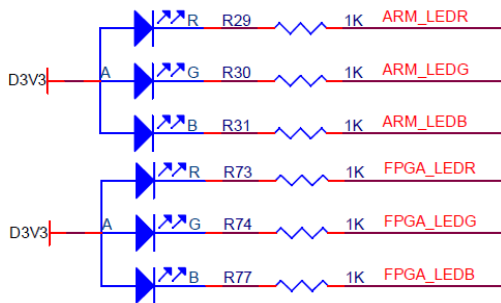 R R29 1K ARM_LEDR
D3V3 A G R30 1K ARM_LEDG
B R31 1K ARM_LEDB
R R73 1K FPGA_LEDR
D3V3 A G R74 1K FPGA_LEDG
B R77 1K FPGA_LEDB